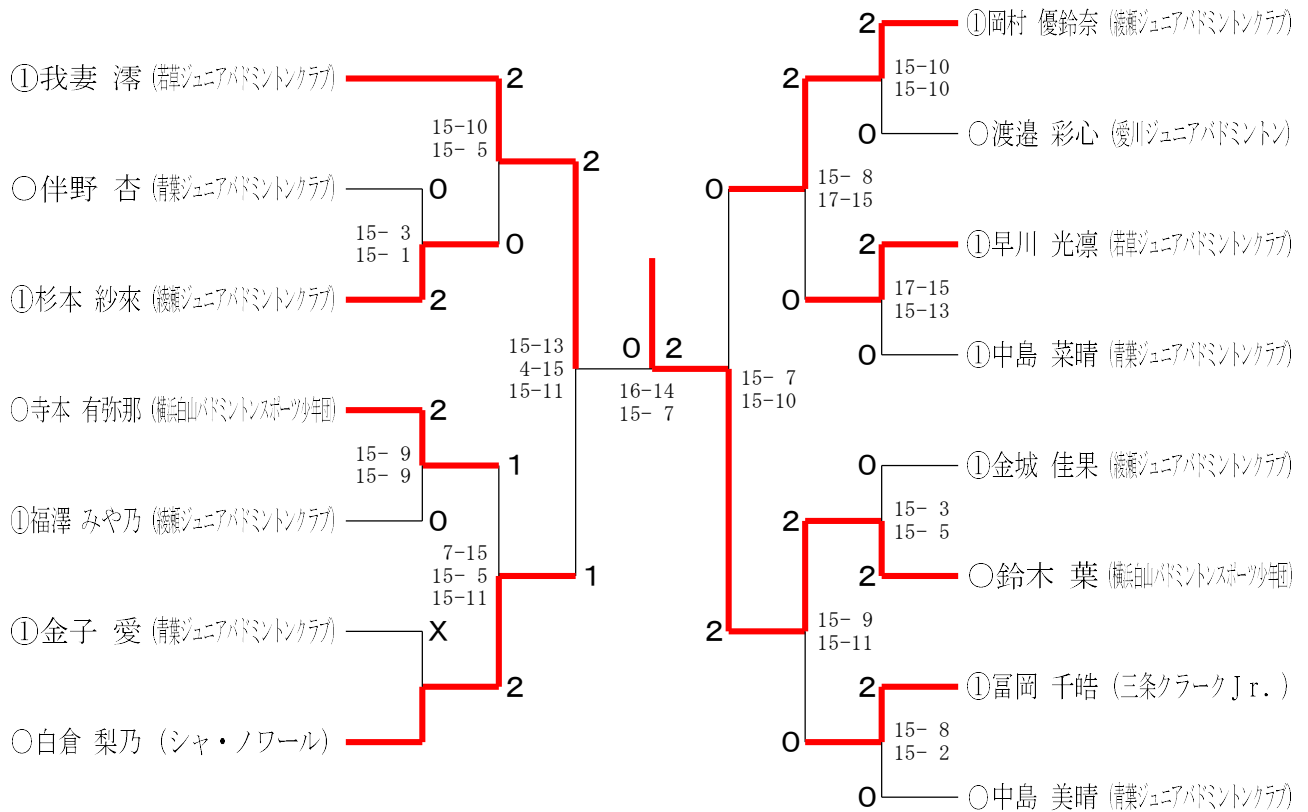 ①我妻 澪 (若草ジュニアバドミントンクラブ)
2
15-10
15- 5
2
○伴野 杏 (青葉ジュニアバドミントンクラブ)
0
15- 3
15- 1
0
①杉本 紗來 (綾瀬ジュニアバドミントンクラブ)
2
15-13
4-15
15-11
○寺本 有弥那 (横浜白山バドミントンスポーツ少年団)
2
15- 9
15- 9
1
①福澤 みや乃 (綾瀬ジュニアバドミントンクラブ)
0
7-15
15- 5
15-11
1
①金子 愛 (青葉ジュニアバドミントンクラブ)
X
2
○白倉 梨乃 (シャ・ノワール)
0 2
16-14
15- 7
2 ①岡村 優鈴奈 (綾瀬ジュニアバドミントンクラブ)
2
15-10
15-10
0 ○渡邉 彩心 (愛川ジュニアバドミントン)
0
15- 8
17-15
2 ①早川 光凛 (若草ジュニアバドミントンクラブ)
0
17-15
15-13
0 ①中島 菜晴 (青葉ジュニアバドミントンクラブ)
15- 7
15-10
0 ①金城 佳果 (綾瀬ジュニアバドミントンクラブ)
2
15- 3
15- 5
2 ○鈴木 葉 (横浜白山バドミントンスポーツ少年団)
2
15- 9
15-11
2 ①冨岡 千皓 (三条クラークＪｒ．)
0
15- 8
15- 2
0 ○中島 美晴 (青葉ジュニアバドミントンクラブ)